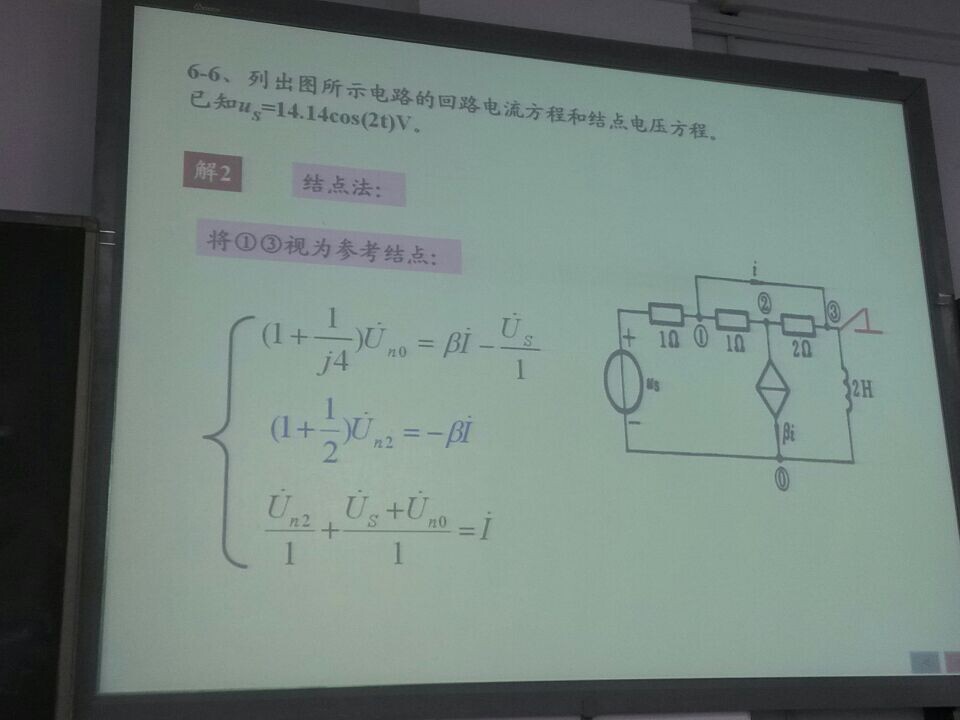 6-6、列出图所示电路的回路电流方程和结点电压方程。
已知u_S=14.14cos(2t)V。
解2
结点法:
将①③视为参考结点:
(1+\frac{1}{j4})\dot{U}_{n0}=β\dot{I}-\frac{\dot{U}_S}{1}
(1+\frac{1}{2})\dot{U}_{n2}=-β\dot{I}
\frac{\dot{U}_{n2}}{1}+\frac{\dot{U}_S+\dot{U}_{n0}}{1}=\dot{I}
i
② ③
1Ω ① 1Ω 2Ω
+
us 2H
-
βi
⓪